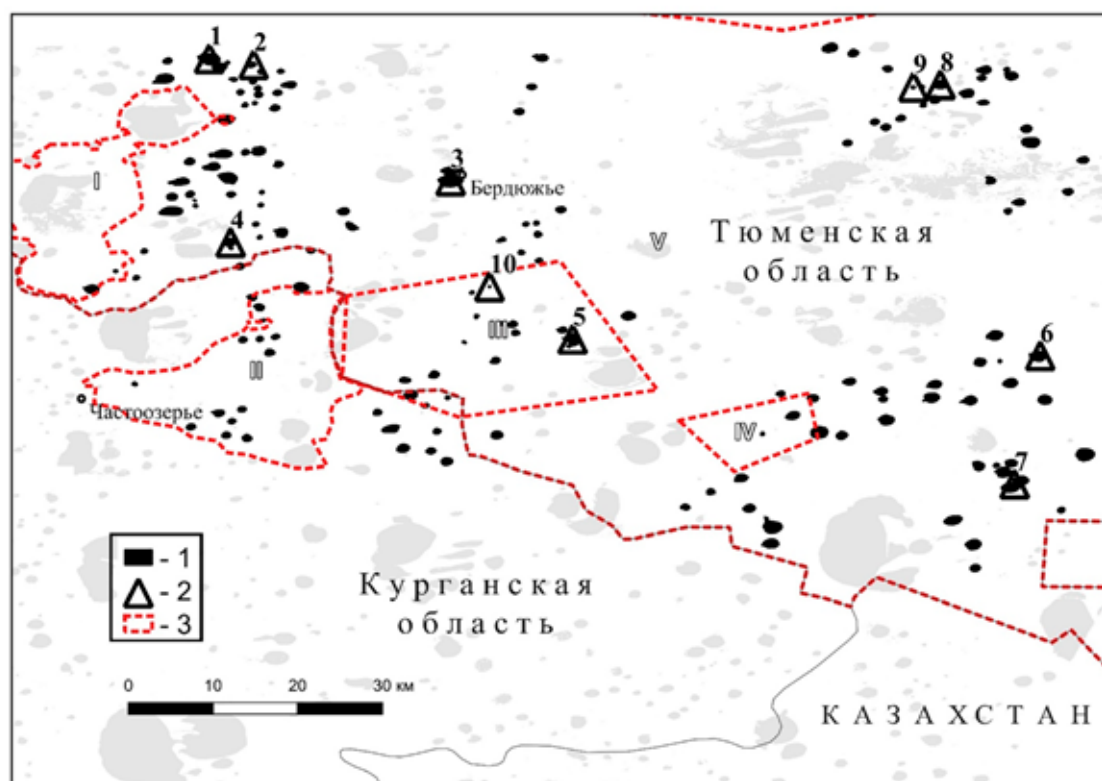 1
2
9 8
3
Бердюжье
I
4
V
Тюменская
область
10
III
5
6
II
Частоозерье
IV
7
- 1
- 2
- 3
Курганская
область
0 10 20 30 км
КАЗАХСТАН